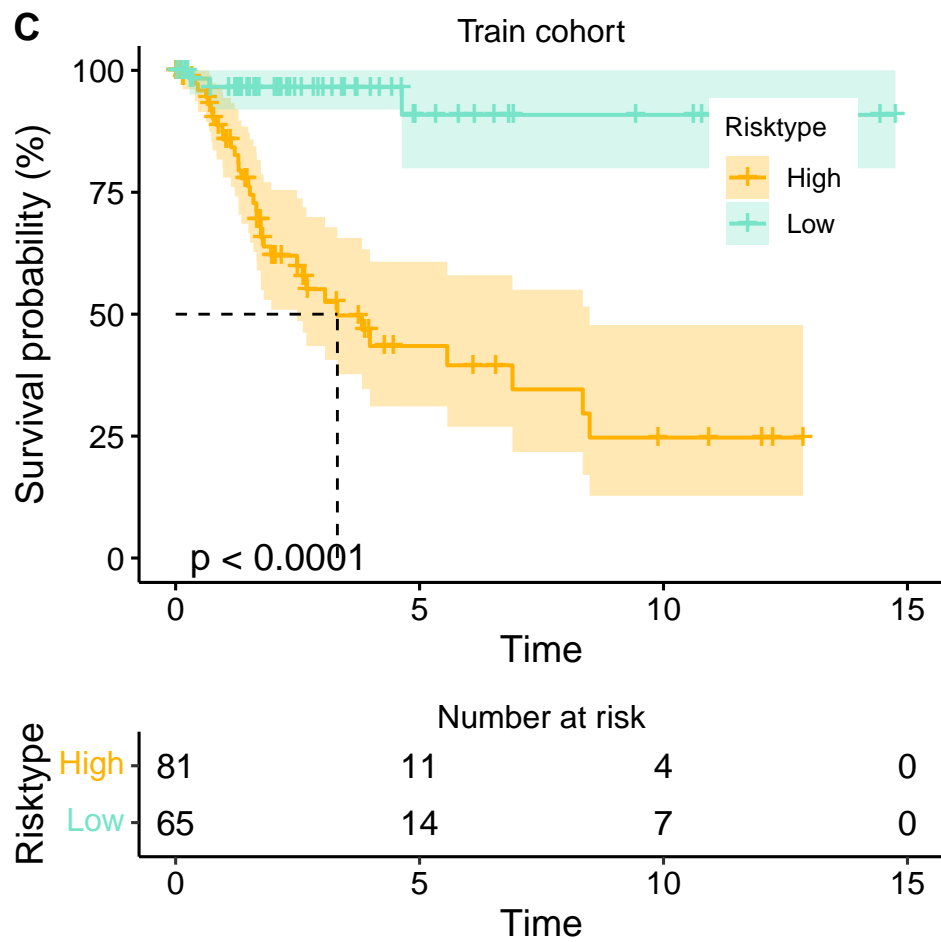 C
Train cohort
Survival probability (%)
100
75
50
25
0
Risktype
High
Low
p < 0.0001
0 5 10 15
Time
Number at risk
Risktype
High 81 11 4 0
Low 65 14 7 0
0 5 10 15
Time